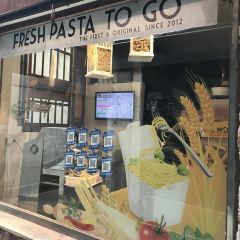 FRESH PASTA TO GO
THE FIRST & ORIGINAL SINCE 2012